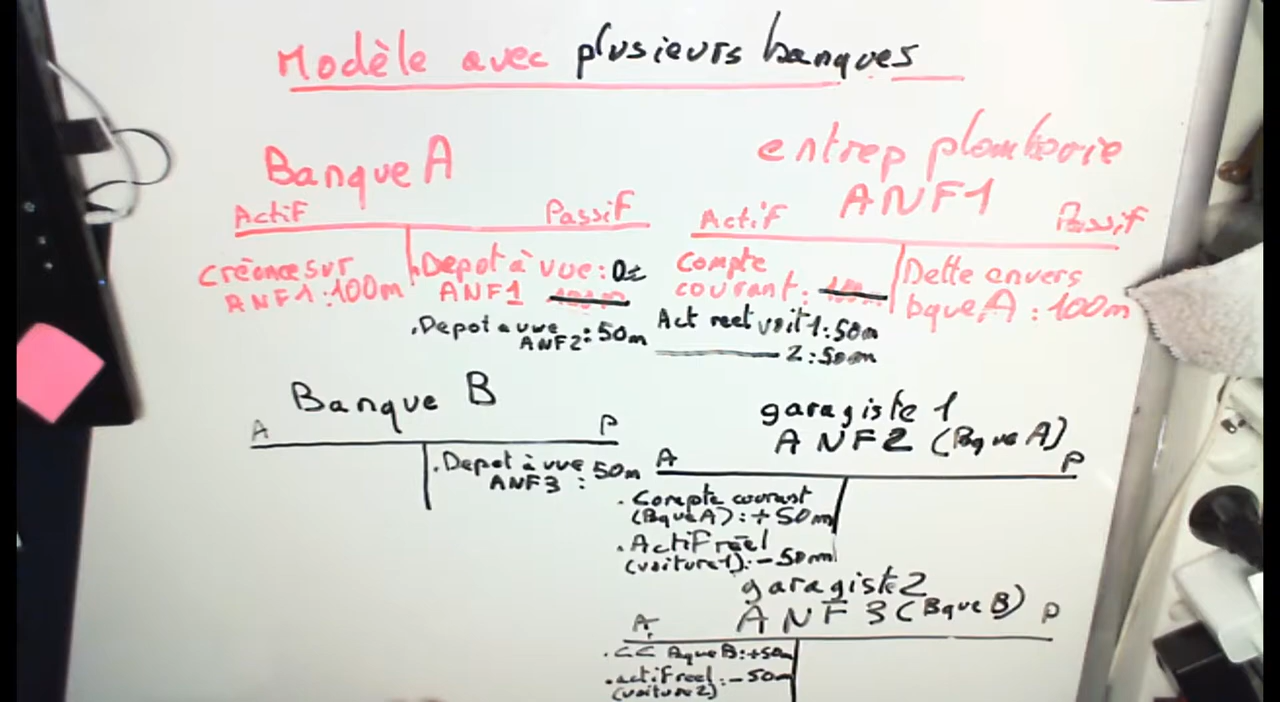 Modèle avec plusieurs banques
Banque A
Actif Passif
Créance sur
ANF1 : 100m
. Depot à vue : 0€
ANF1
. Depot a vue
ANF2 : 50m
entrep plomberie
ANF1
Actif Passif
Compte
courant :
Dette envers
bque A : 100m
Act reel voit 1 : 50m
2 : 50m
Banque B
A P
. Depot à vue 50m
ANF3 :
garagiste 1
ANF2 (Bque A)
A P
. Compte courant
(Bque A) : + 50m
. Actif réel
(voiture 1) : - 50m
garagiste 2
ANF3 (Bque B)
A P
. CC Bque B : +50m
. actif reel : - 50m
(voiture 2)